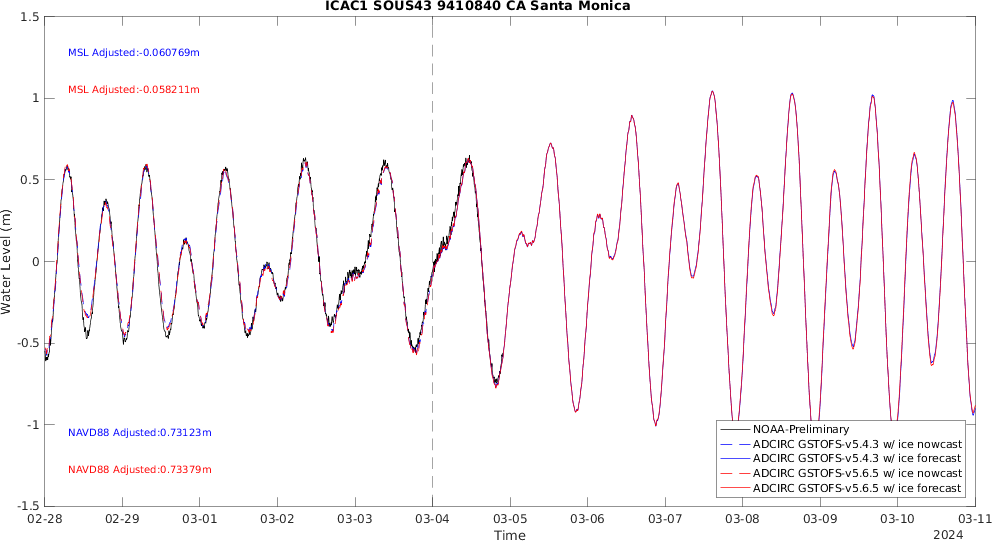 ICAC1 SOUS43 9410840 CA Santa Monica
1.5
1
0.5
0
-0.5
-1
-1.5
Water Level (m)
MSL Adjusted:-0.060769m
MSL Adjusted:-0.058211m
NAVD88 Adjusted:0.73123m
NAVD88 Adjusted:0.73379m
NOAA-Preliminary
ADCIRC GSTOFS-v5.4.3 w/ ice nowcast
ADCIRC GSTOFS-v5.4.3 w/ ice forecast
ADCIRC GSTOFS-v5.6.5 w/ ice nowcast
ADCIRC GSTOFS-v5.6.5 w/ ice forecast
02-28 02-29 03-01 03-02 03-03 03-04 03-05 03-06 03-07 03-08 03-09 03-10 03-11
Time
2024